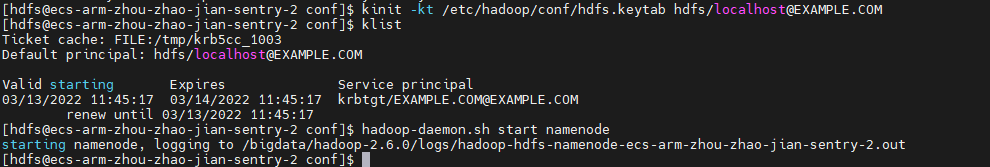 [hdfs@ecs-arm-zhou-zhao-jian-sentry-2 conf]$ kinit -kt /etc/hadoop/conf/hdfs.keytab hdfs/localhost@EXAMPLE.COM
[hdfs@ecs-arm-zhou-zhao-jian-sentry-2 conf]$ klist
Ticket cache: FILE:/tmp/krb5cc_1003
Default principal: hdfs/localhost@EXAMPLE.COM
Valid starting       Expires              Service principal
03/13/2022 11:45:17  03/14/2022 11:45:17  krbtgt/EXAMPLE.COM@EXAMPLE.COM
renew until 03/13/2022 11:45:17
[hdfs@ecs-arm-zhou-zhao-jian-sentry-2 conf]$ hadoop-daemon.sh start namenode
starting namenode, logging to /bigdata/hadoop-2.6.0/logs/hadoop-hdfs-namenode-ecs-arm-zhou-zhao-jian-sentry-2.out
[hdfs@ecs-arm-zhou-zhao-jian-sentry-2 conf]$